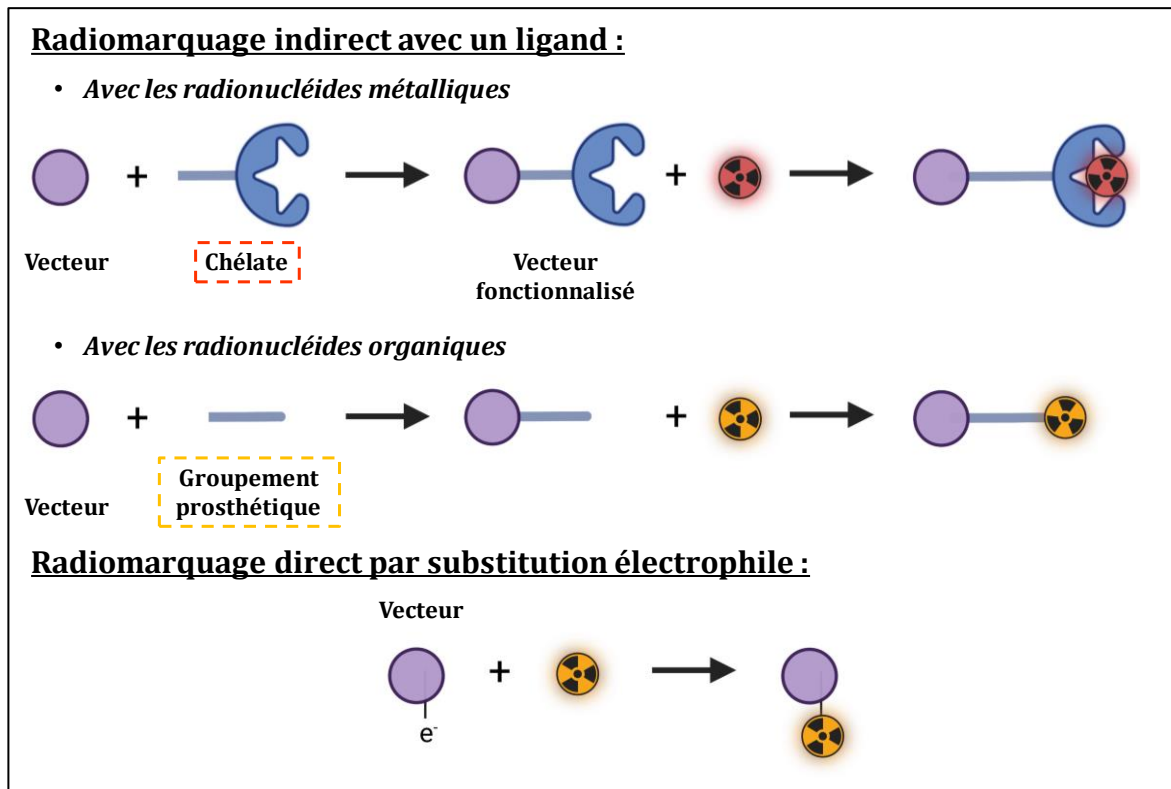 Radiomarquage indirect avec un ligand :
• Avec les radionucléides métalliques
+ + 
Vecteur Chélate Vecteur
fonctionnalisé
• Avec les radionucléides organiques
+ +
Groupement
prosthétique
Vecteur
Radiomarquage direct par substitution électrophile :
Vecteur
+
e⁻